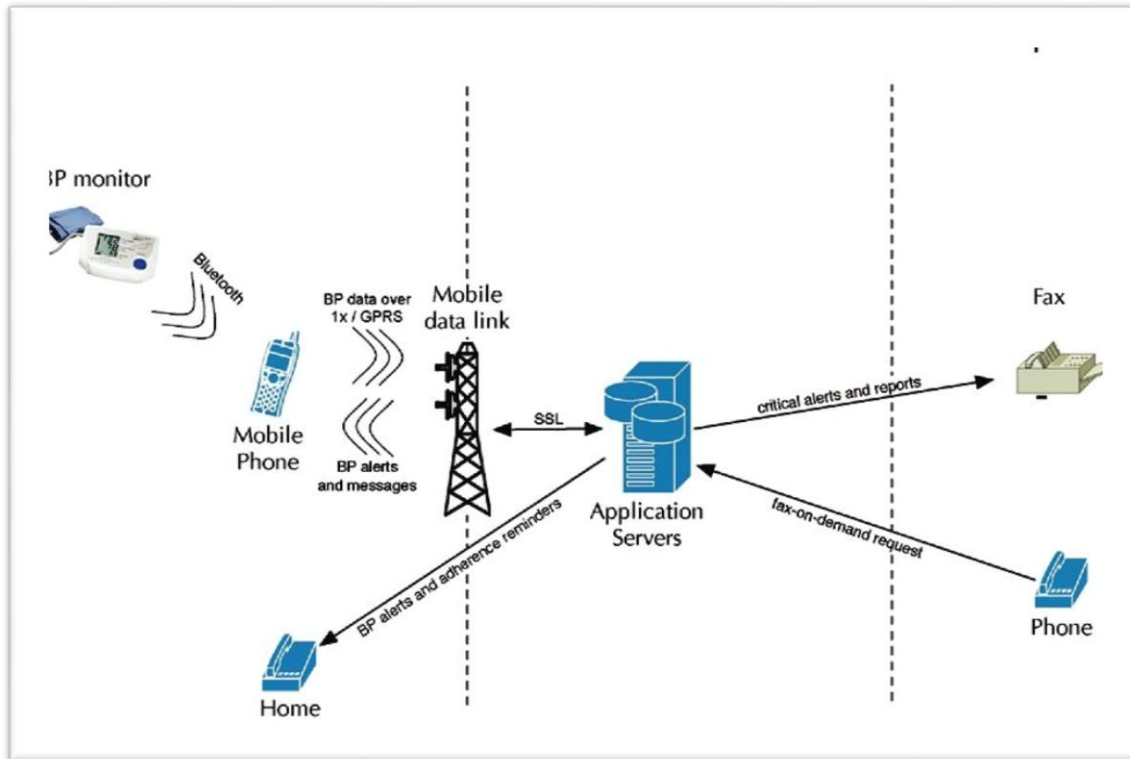 BP monitor
Bluetooth
BP data over
1x / GPRS
Mobile
data link
Fax
Mobile
Phone
BP alerts
and messages
SSL
critical alerts and reports
Application
Servers
fax-on-demand request
BP alerts and adherence reminders
Phone
Home